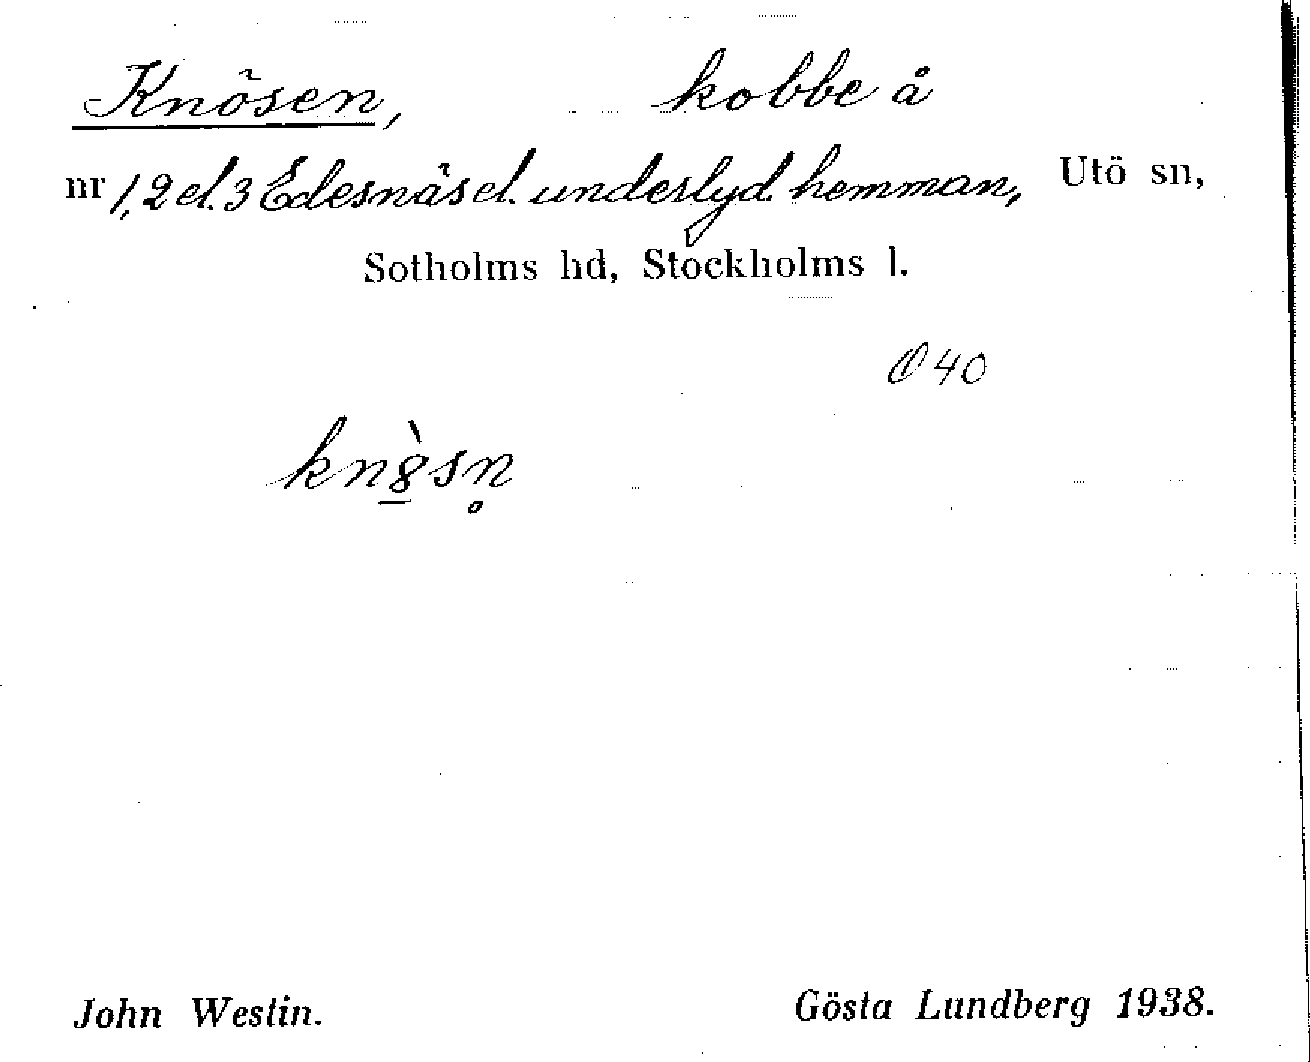 Knösen, kobbe å
nr 1, 2 el. 3 Edesnäs el. underlyd. hemman, Utö sn,
Sotholms hd, Stockholms l.
Ö 40
kn8̱̀sn̥
John Westin. Gösta Lundberg 1938.